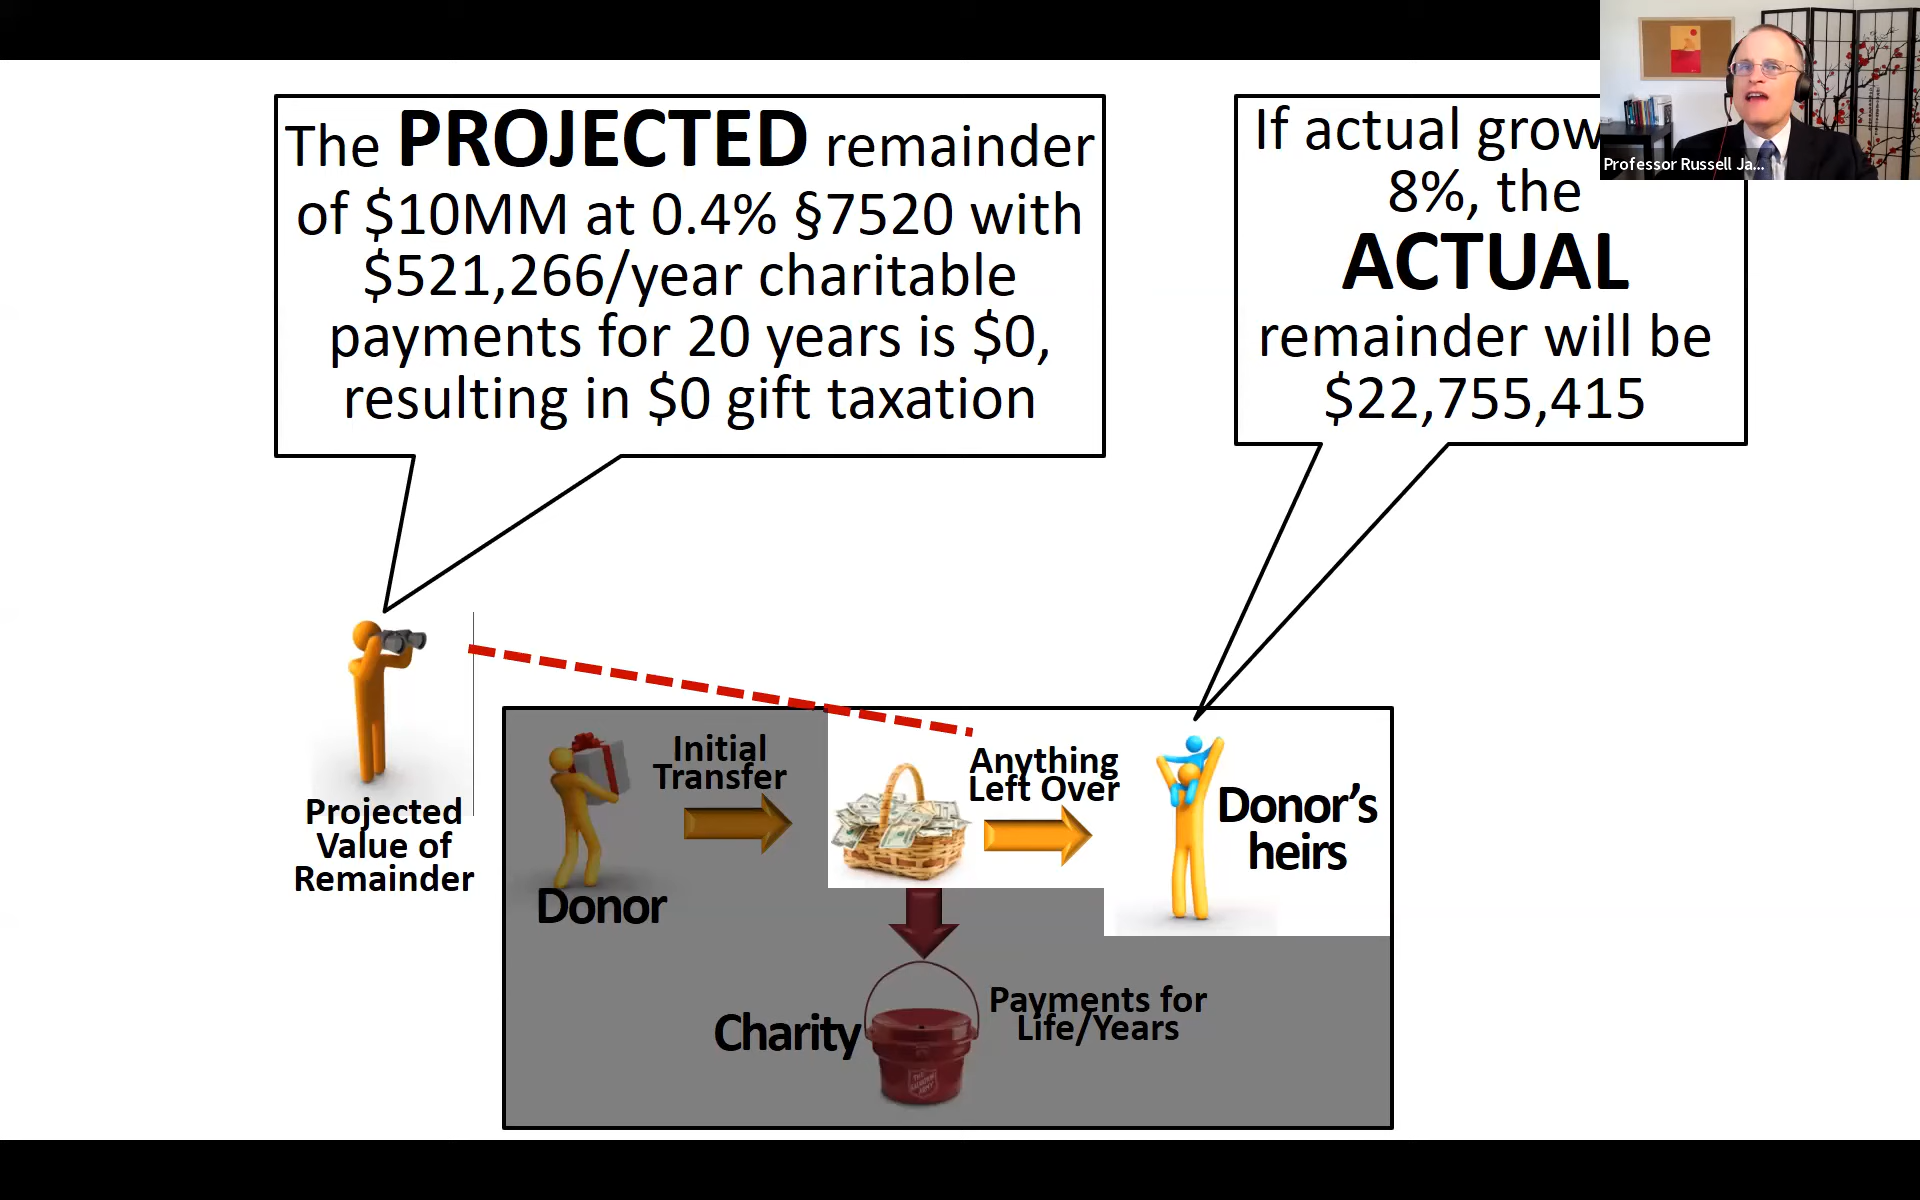 The PROJECTED remainder
of $10MM at 0.4% §7520 with
$521,266/year charitable
payments for 20 years is $0,
resulting in $0 gift taxation
If actual grow
8%, the
ACTUAL
remainder will be
$22,755,415
Professor Russell Ja...
Projected
Value of
Remainder
Initial
Transfer
Donor
Anything
Left Over
Donor's
heirs
Charity
Payments for
Life/Years
THE
SALVATION
ARMY